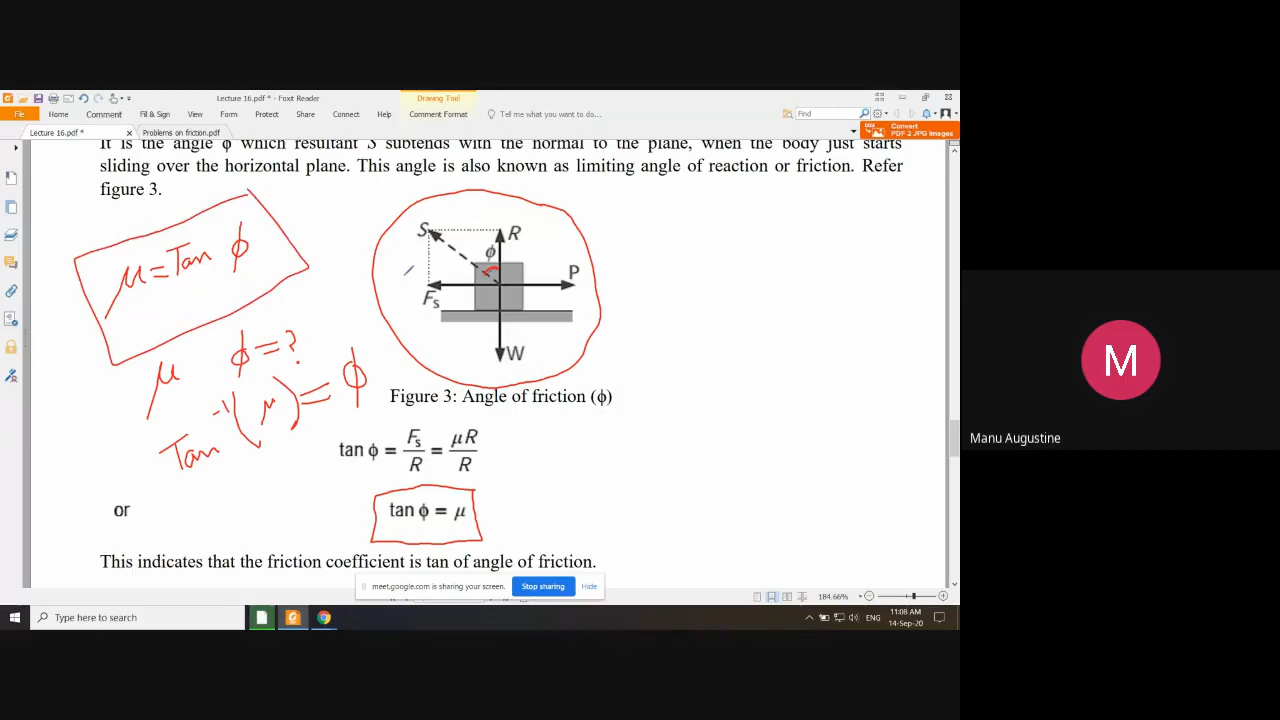 Lecture 16.pdf * - Foxit Reader
Drawing Tool
File Home Comment Fill & Sign View Form Protect Share Connect Help Comment Format Tell me what you want to do... Find
Convert
PDF 2 JPG Images
Lecture 16.pdf * Problems on friction.pdf
It is the angle ϕ which resultant S subtends with the normal to the plane, when the body just starts
sliding over the horizontal plane. This angle is also known as limiting angle of reaction or friction. Refer
figure 3.
μ = Tan ϕ
S
R
ϕ
P
Fs
W
μ ϕ = ?
Tan⁻¹(μ) = ϕ
Figure 3: Angle of friction (ϕ)
tan ϕ = Fs/R = μR/R
or tan ϕ = μ
This indicates that the friction coefficient is tan of angle of friction.
meet.google.com is sharing your screen. Stop sharing Hide
184.66%
Type here to search
ENG
11:08 AM
14-Sep-20
M
Manu Augustine